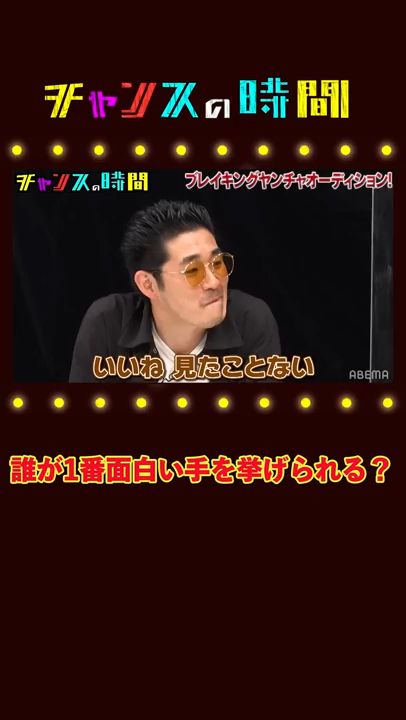 チャンスの時間
チャンスの時間
ブレイキングヤンチャオーディション!
いいね 見たことない
ABEMA
誰が1番面白い手を挙げられる？